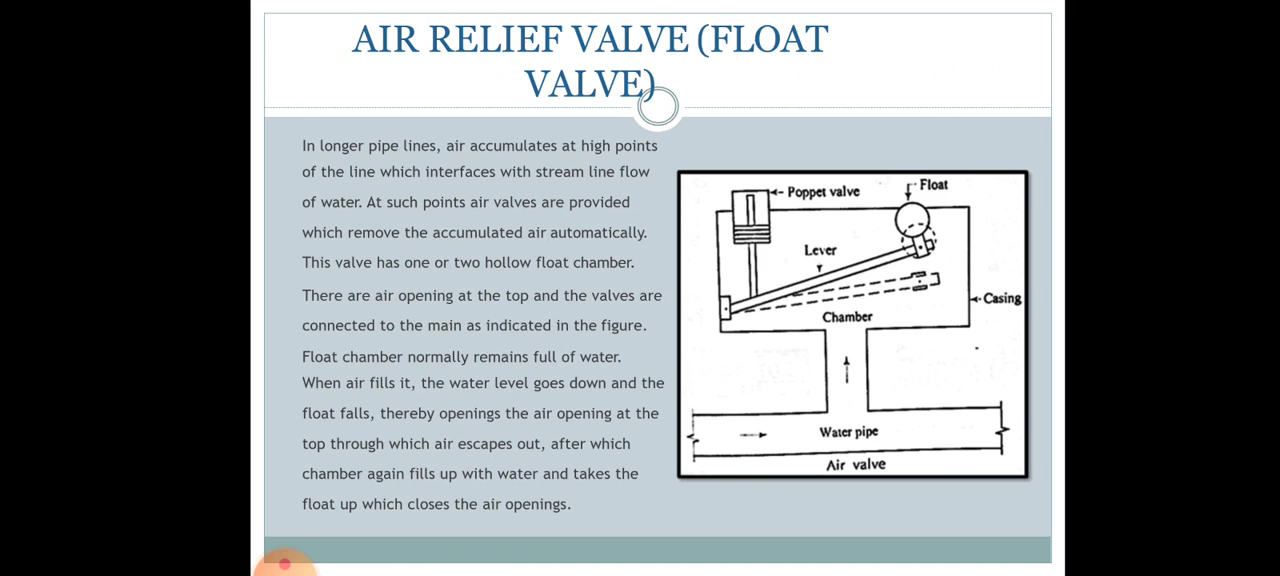 AIR RELIEF VALVE (FLOAT
VALVE)
In longer pipe lines, air accumulates at high points
of the line which interfaces with stream line flow
of water. At such points air valves are provided
which remove the accumulated air automatically.
This valve has one or two hollow float chamber.
There are air opening at the top and the valves are
connected to the main as indicated in the figure.
Float chamber normally remains full of water.
When air fills it, the water level goes down and the
float falls, thereby openings the air opening at the
top through which air escapes out, after which
chamber again fills up with water and takes the
float up which closes the air openings.
Float
Poppet valve
Lever
Casing
Chamber
Water pipe
Air valve